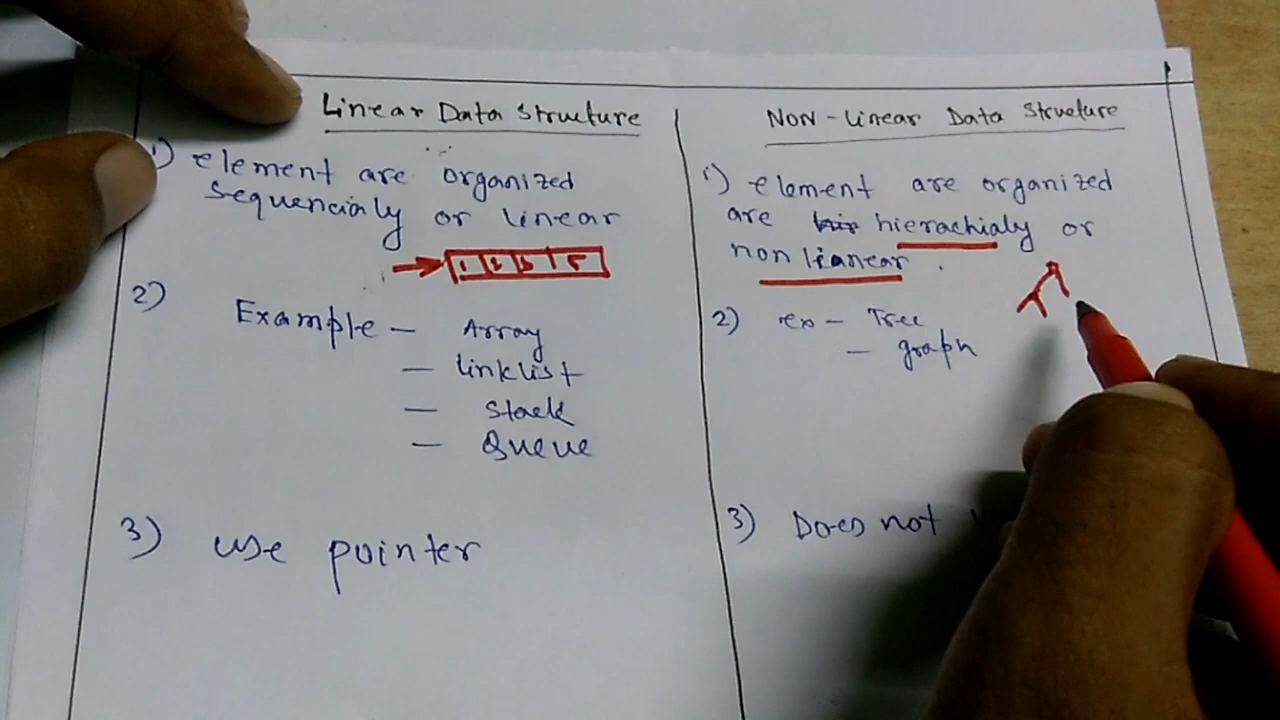 Linear Data Structure
1) element are organized
sequencialy or linear
1 2 3 5
2) Example - Array
- linklist
- Stack
- Queue
3) use pointer
Non-Linear Data Structure
1) element are organized
are hierachialy or
non lianear.
2) ex - Tree
- graph
3) Does not